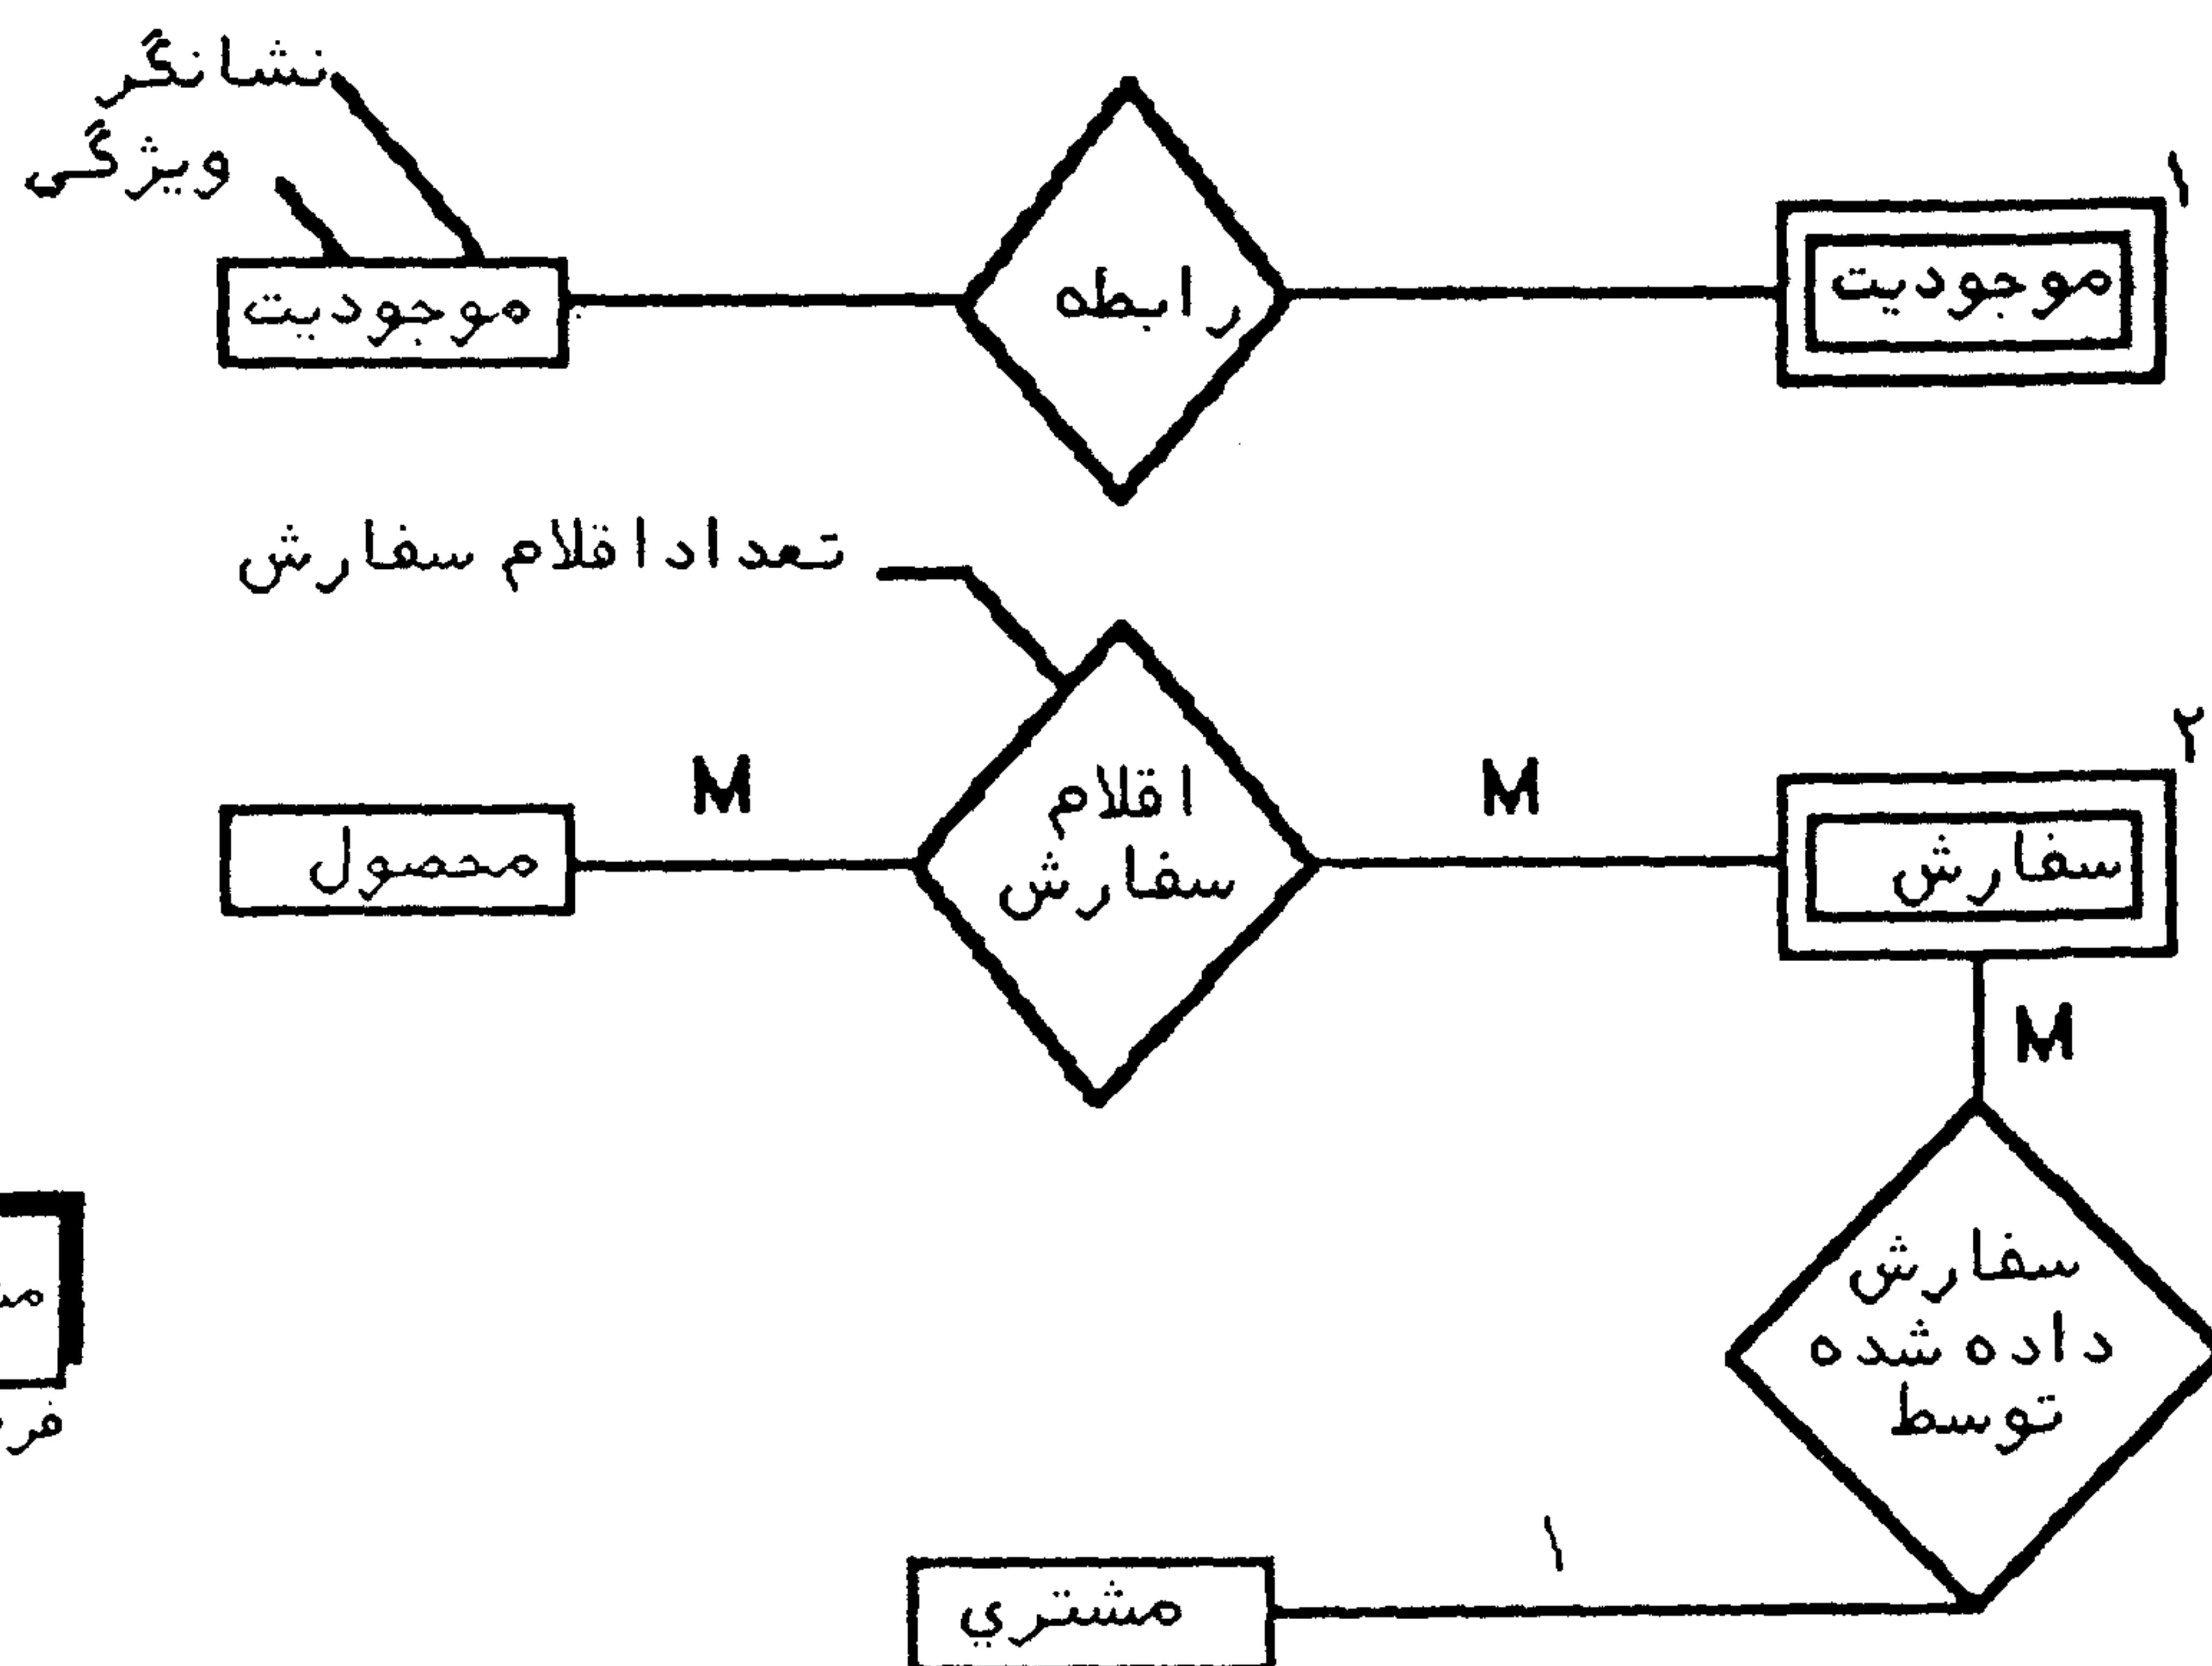 نشانگر
ویژگی
۱
موجودیت
رابطه
موجودیت
تعداد اقلام سفارش
۲
سفارش
M
اقلام
سفارش
M
محصول
M
سفارش
داده شده
توسط
۱
مشتري